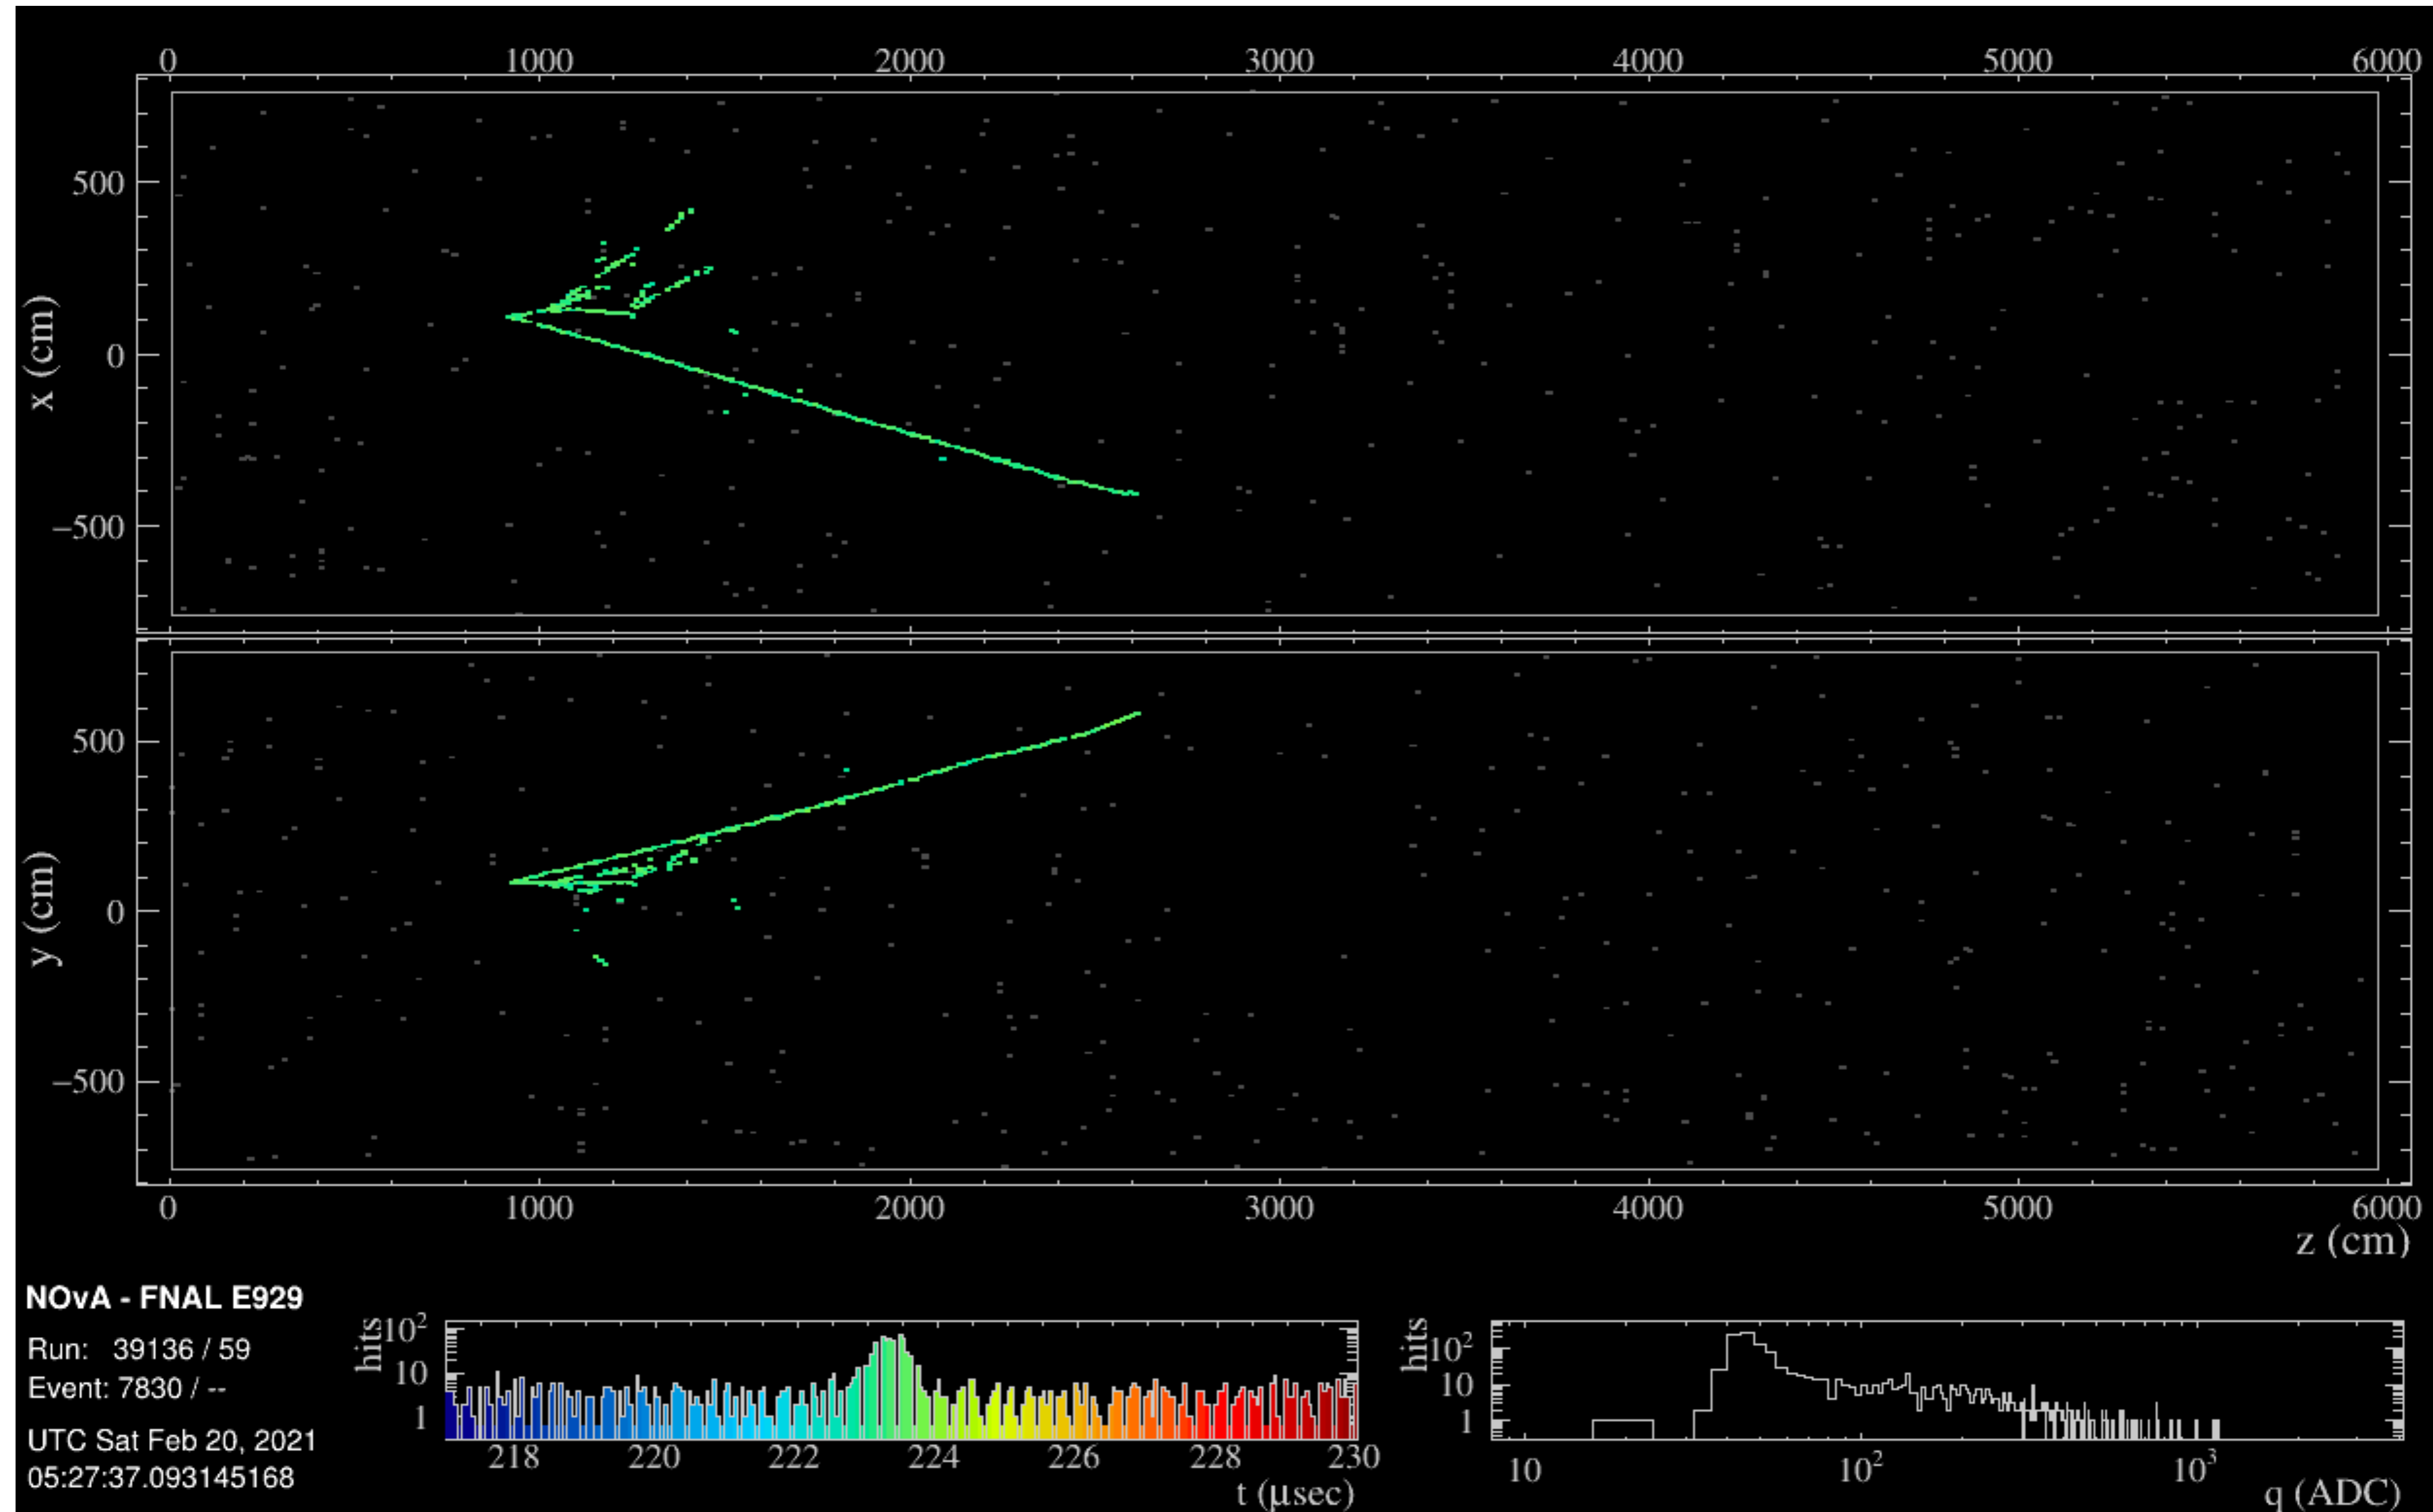 0 1000 2000 3000 4000 5000 6000
500
0
−500
x (cm)
500
0
−500
y (cm)
0 1000 2000 3000 4000 5000 6000
z (cm)
NOvA - FNAL E929
Run: 39136 / 59
Event: 7830 / --
UTC Sat Feb 20, 2021
05:27:37.093145168
hits
10²
10
1
218 220 222 224 226 228 230
t (μsec)
hits
10²
10
1
10 10² 10³
q (ADC)